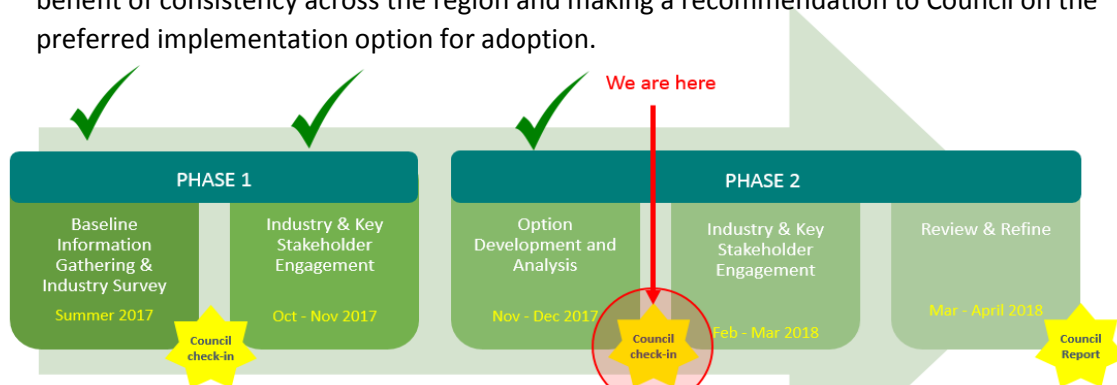 benefit of consistency across the region and making a recommendation to Council on the
preferred implementation option for adoption.
We are here
PHASE 1
PHASE 2
Baseline
Information
Gathering &
Industry Survey
Summer 2017
Industry & Key
Stakeholder
Engagement
Oct - Nov 2017
Option
Development and
Analysis
Nov - Dec 2017
Industry & Key
Stakeholder
Engagement
Feb - Mar 2018
Review & Refine
Mar - April 2018
Council
check-in
Council
check-in
Council
Report